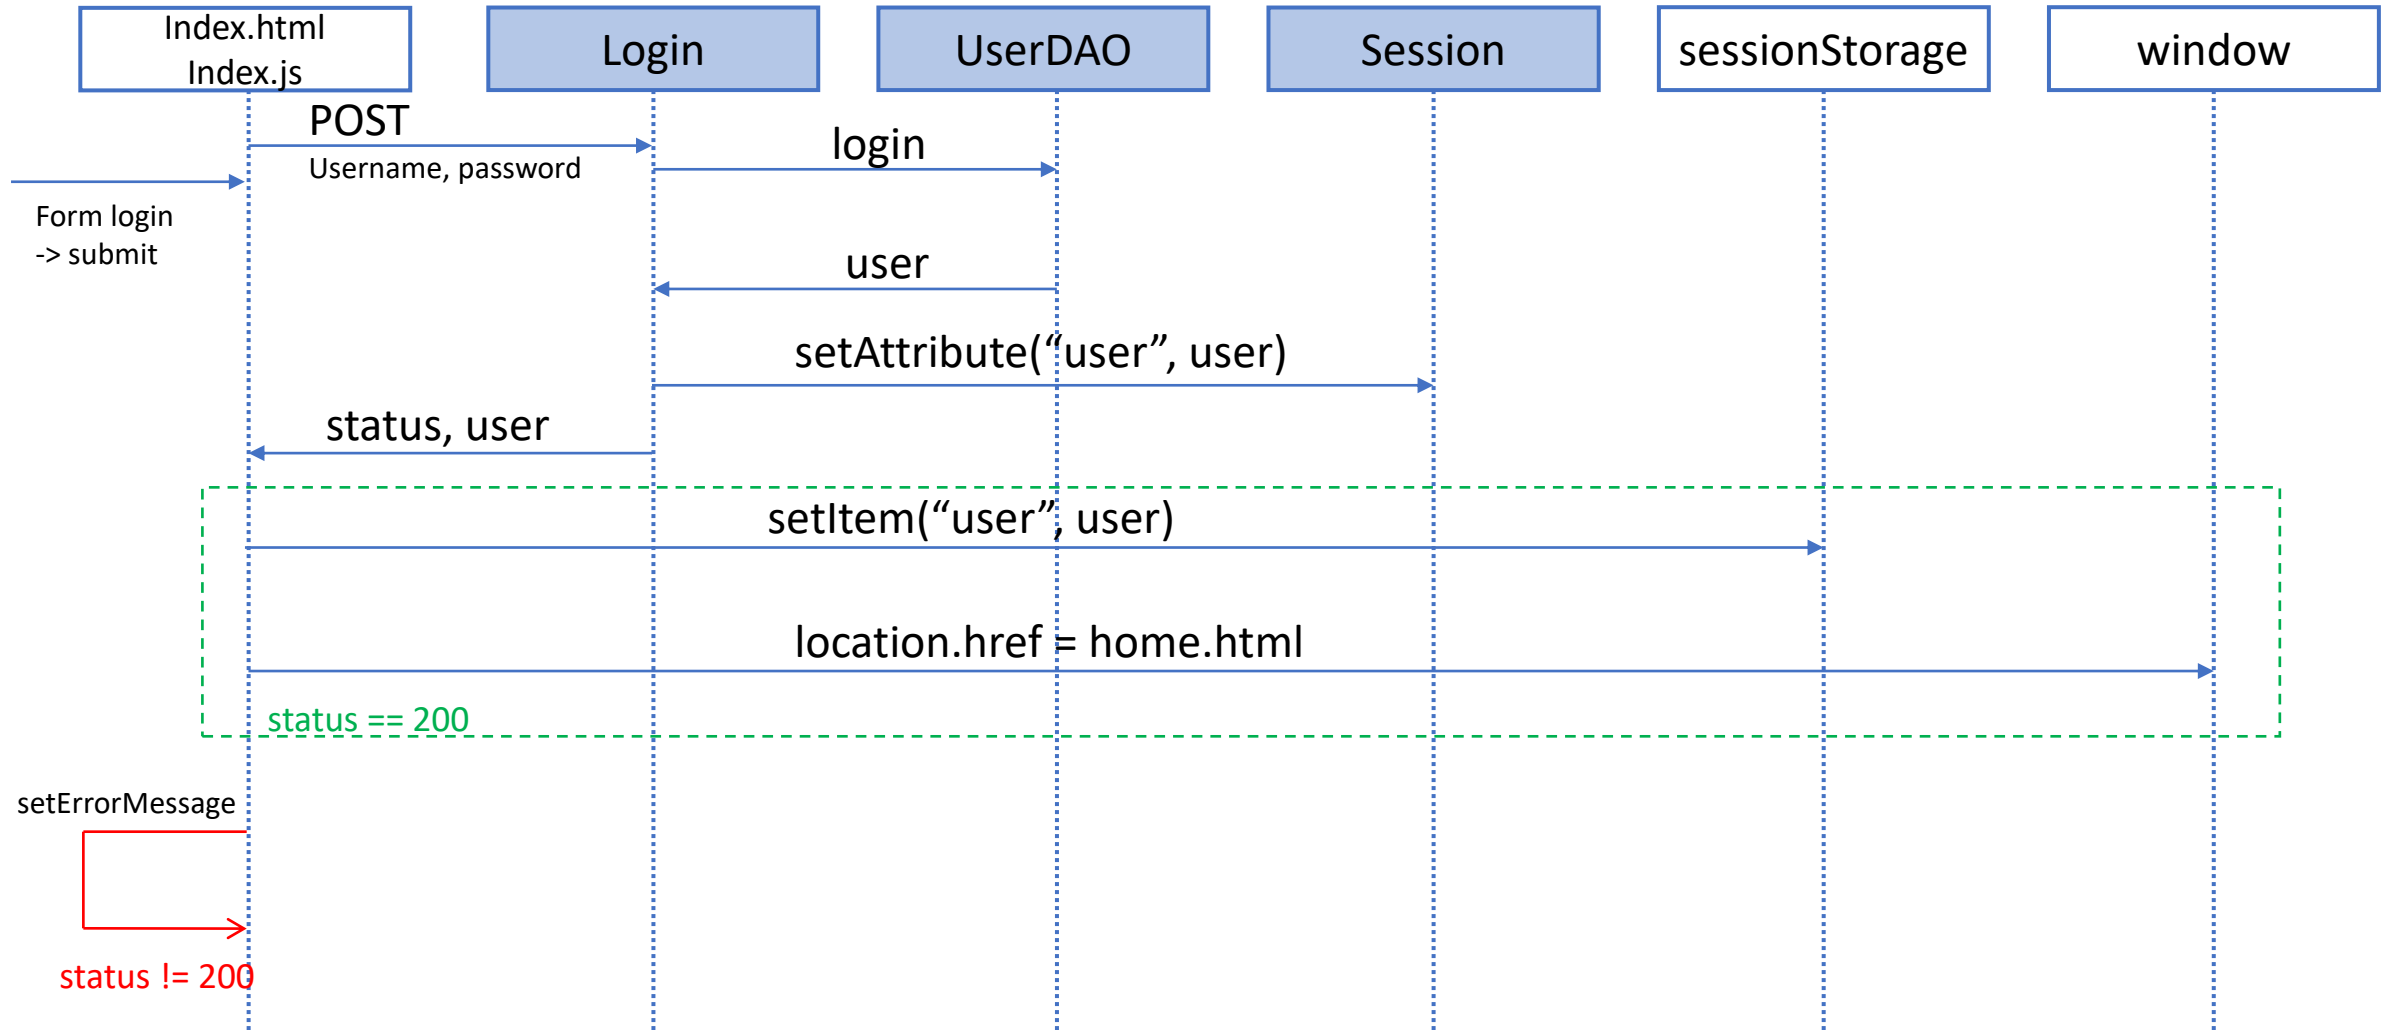 Index.html
Index.js
Login
UserDAO
Session
sessionStorage
window
POST
Username, password
login
Form login
-> submit
user
setAttribute(“user”, user)
status, user
setItem(“user”, user)
location.href = home.html
status == 200
setErrorMessage
status != 200